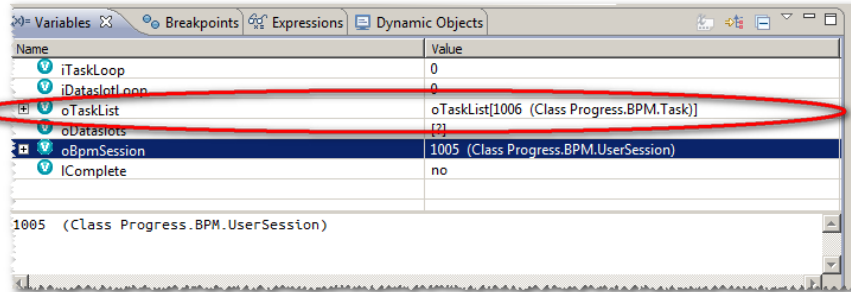 (x)= Variables Breakpoints Expressions Dynamic Objects
Name Value
iTaskLoop 0
iDataslotLoop 0
oTaskList oTaskList[1006 (Class Progress.BPM.Task)]
oDataslots [?]
oBpmSession 1005 (Class Progress.BPM.UserSession)
lComplete no
1005 (Class Progress.BPM.UserSession)